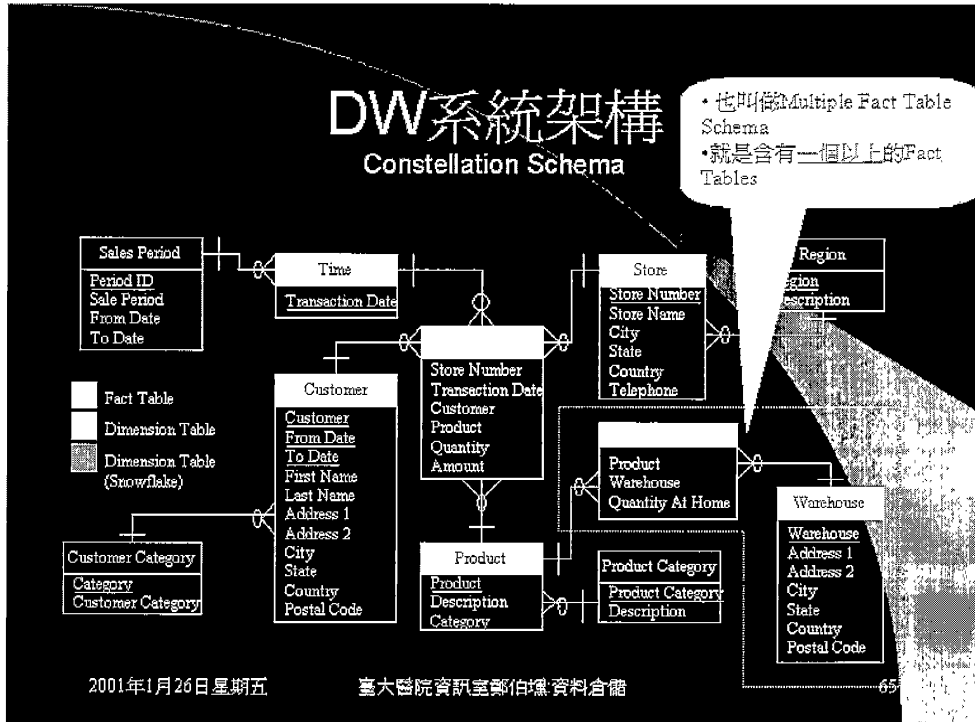 DW系統架構
Constellation Schema
• 也叫做Multiple Fact Table
Schema
•就是含有一個以上的Fact
Tables
Sales Period
Period ID
Sale Period
From Date
To Date
Time
Transaction Date
Store
Store Number
Store Name
City
State
Country
Telephone
Region
Region
Description
Fact Table
Dimension Table
Dimension Table
(Snowflake)
Customer
Customer
From Date
To Date
First Name
Last Name
Address 1
Address 2
City
State
Country
Postal Code
Store Number
Transaction Date
Customer
Product
Quantity
Amount
Product
Warehouse
Quantity At Home
Warehouse
Warehouse
Address 1
Address 2
City
State
Country
Postal Code
Customer Category
Category
Customer Category
Product
Product
Description
Category
Product Category
Product Category
Description
2001年1月26日星期五
臺大醫院資訊室鄭伯壎:資料倉儲
65